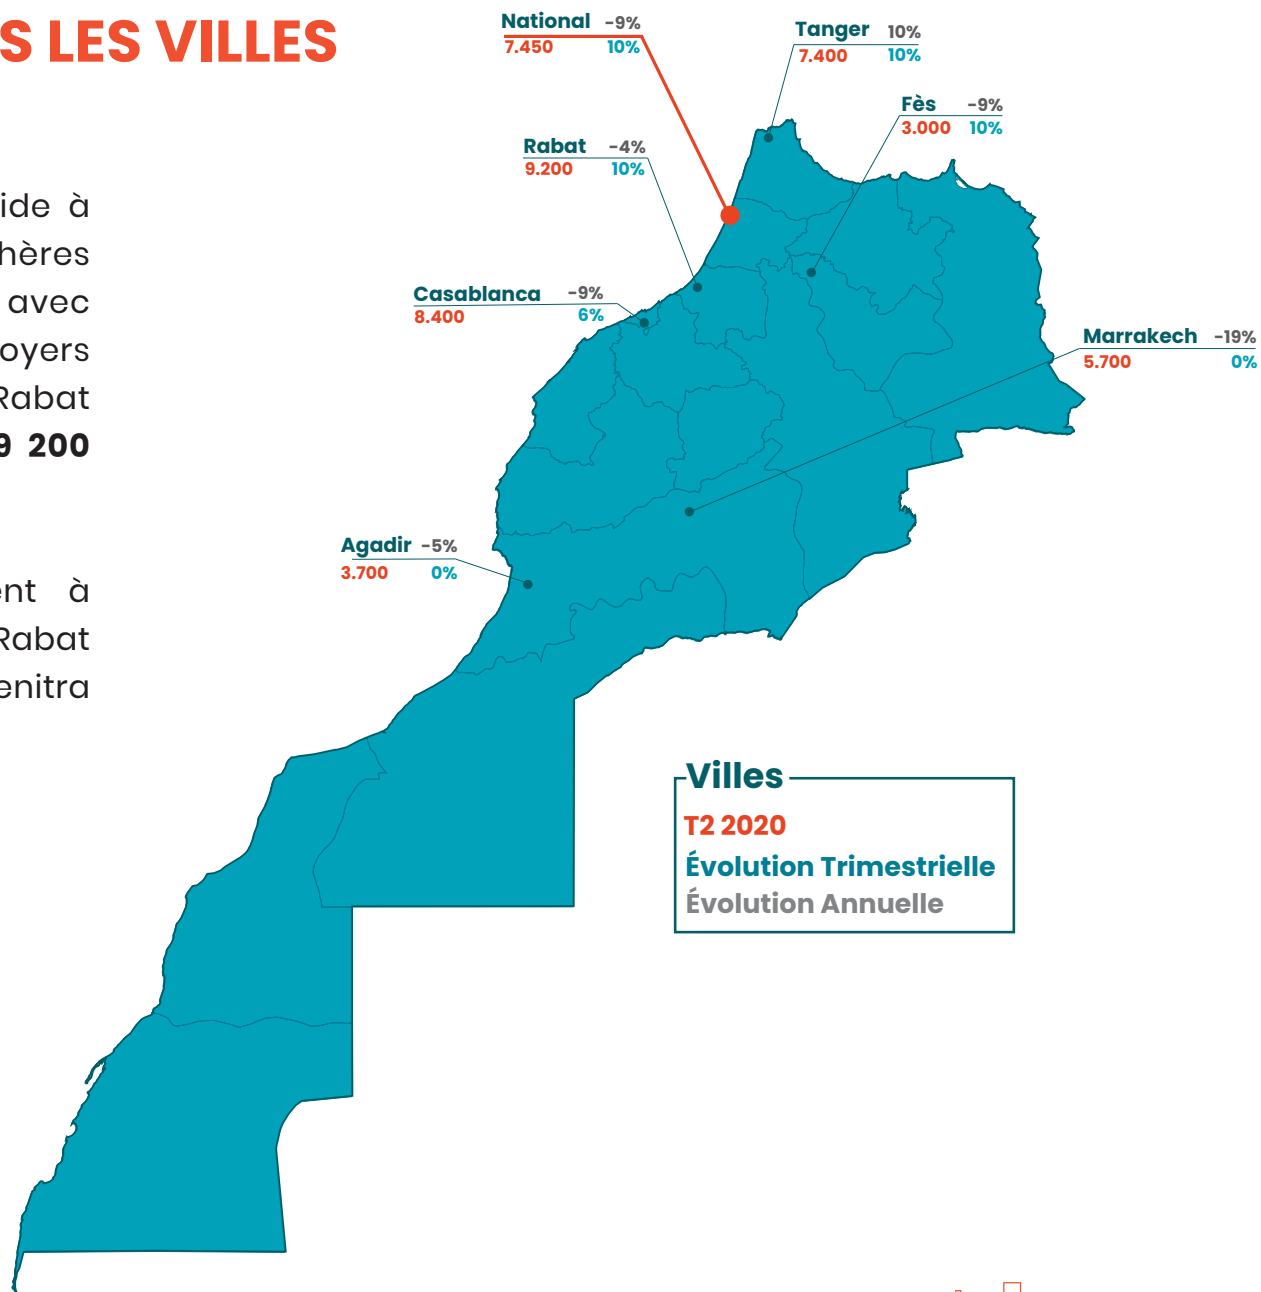 S LES VILLES
ide à
hères
avec
oyers
Rabat
9 200
nt à
Rabat
enitra
National -9%
7.450 10%
Tanger 10%
7.400 10%
Fès -9%
3.000 10%
Rabat -4%
9.200 10%
Casablanca -9%
8.400 6%
Marrakech -19%
5.700 0%
Agadir -5%
3.700 0%
Villes
T2 2020
Évolution Trimestrielle
Évolution Annuelle